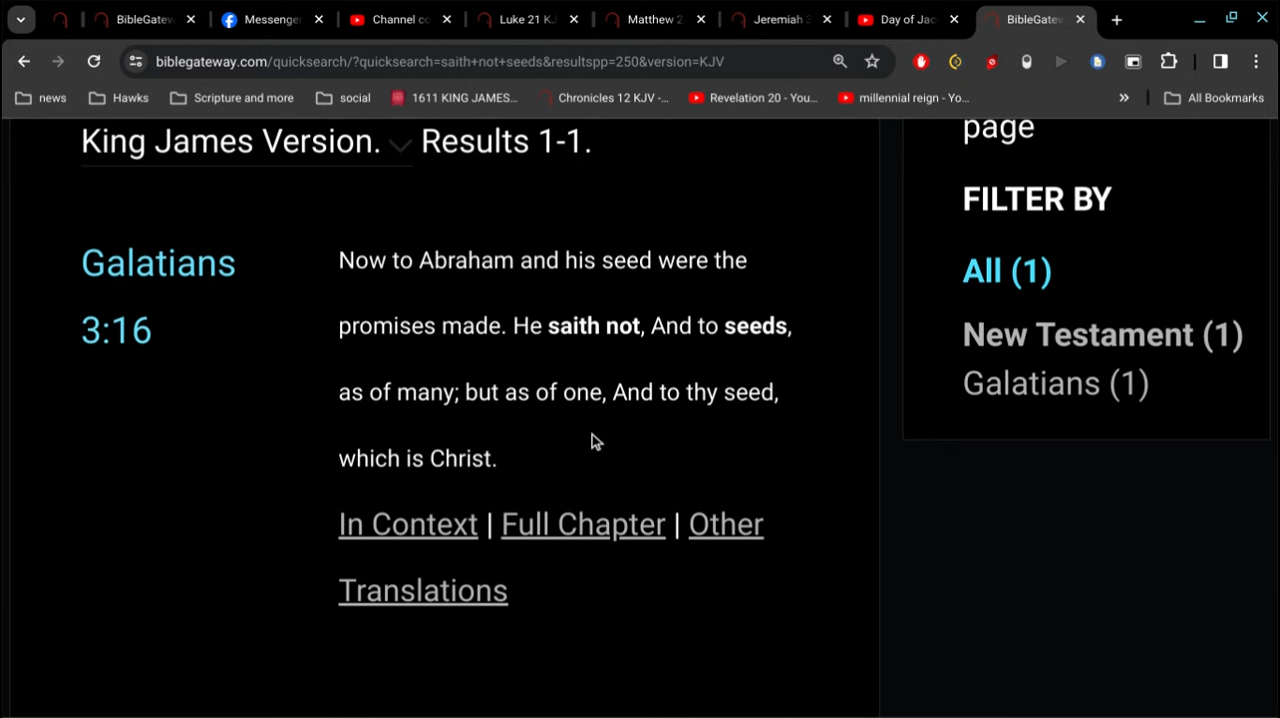 BibleGatew
Messenger
Channel co
Luke 21 KJ
Matthew 2
Jeremiah 3
Day of Jac
BibleGatew
biblegateway.com/quicksearch/?quicksearch=saith+not+seeds&resultspp=250&version=KJV
news
Hawks
Scripture and more
social
1611 KING JAMES...
Chronicles 12 KJV -...
Revelation 20 - You...
millennial reign - Yo...
»
All Bookmarks
King James Version. Results 1-1.
Galatians
3:16
Now to Abraham and his seed were the
promises made. He saith not, And to seeds,
as of many; but as of one, And to thy seed,
which is Christ.
In Context | Full Chapter | Other
Translations
page
FILTER BY
All (1)
New Testament (1)
Galatians (1)